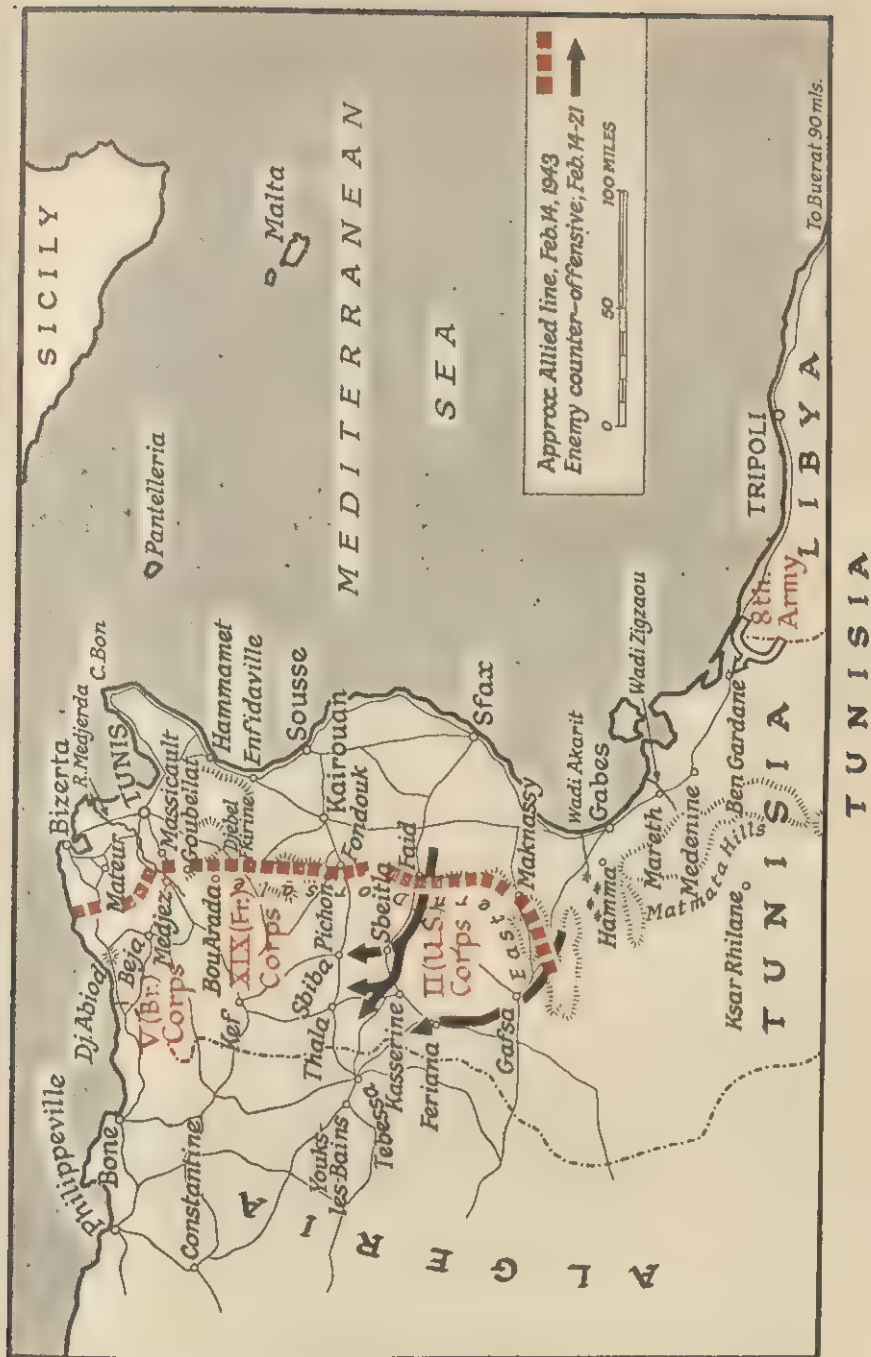 SICILY
Malta
Pantelleria
MEDITERRANEAN
SEA
Approx. Allied line, Feb. 14, 1943
Enemy counter-offensive; Feb. 14-21
0 50 100 MILES
Philippeville
Bone
Constantine
Dj. Abiod
Beja
Mateur
Bizerta
R. Medjerda
C. Bon
TUNIS
Massicault
Medjez
Goubellat
V (Br.)
Corps
Bou Arada
Djebel
Kirine
Hammamet
Enfidaville
Kef
XIX (Fr.)
Corps
Sousse
Kairouan
Pichon
Fondouk
Sbiba
Thala
Youks-
les-Bains
Tebessa
Kasserine
Sbeitla
Faid
Feriana
II (U.S.)
Corps
East
Dorsal
Sfax
Gafsa
Maknassy
ALGERIA
Wadi Akarit
Gabes
Hamma
Wadi Zigzaou
Mareth
Medenine
Matmata Hills
Ben Gardane
Ksar Rhilane
TUNISIA
8th.
Army
TRIPOLI
LIBYA
To Buerat 90 mls.
TUNISIA